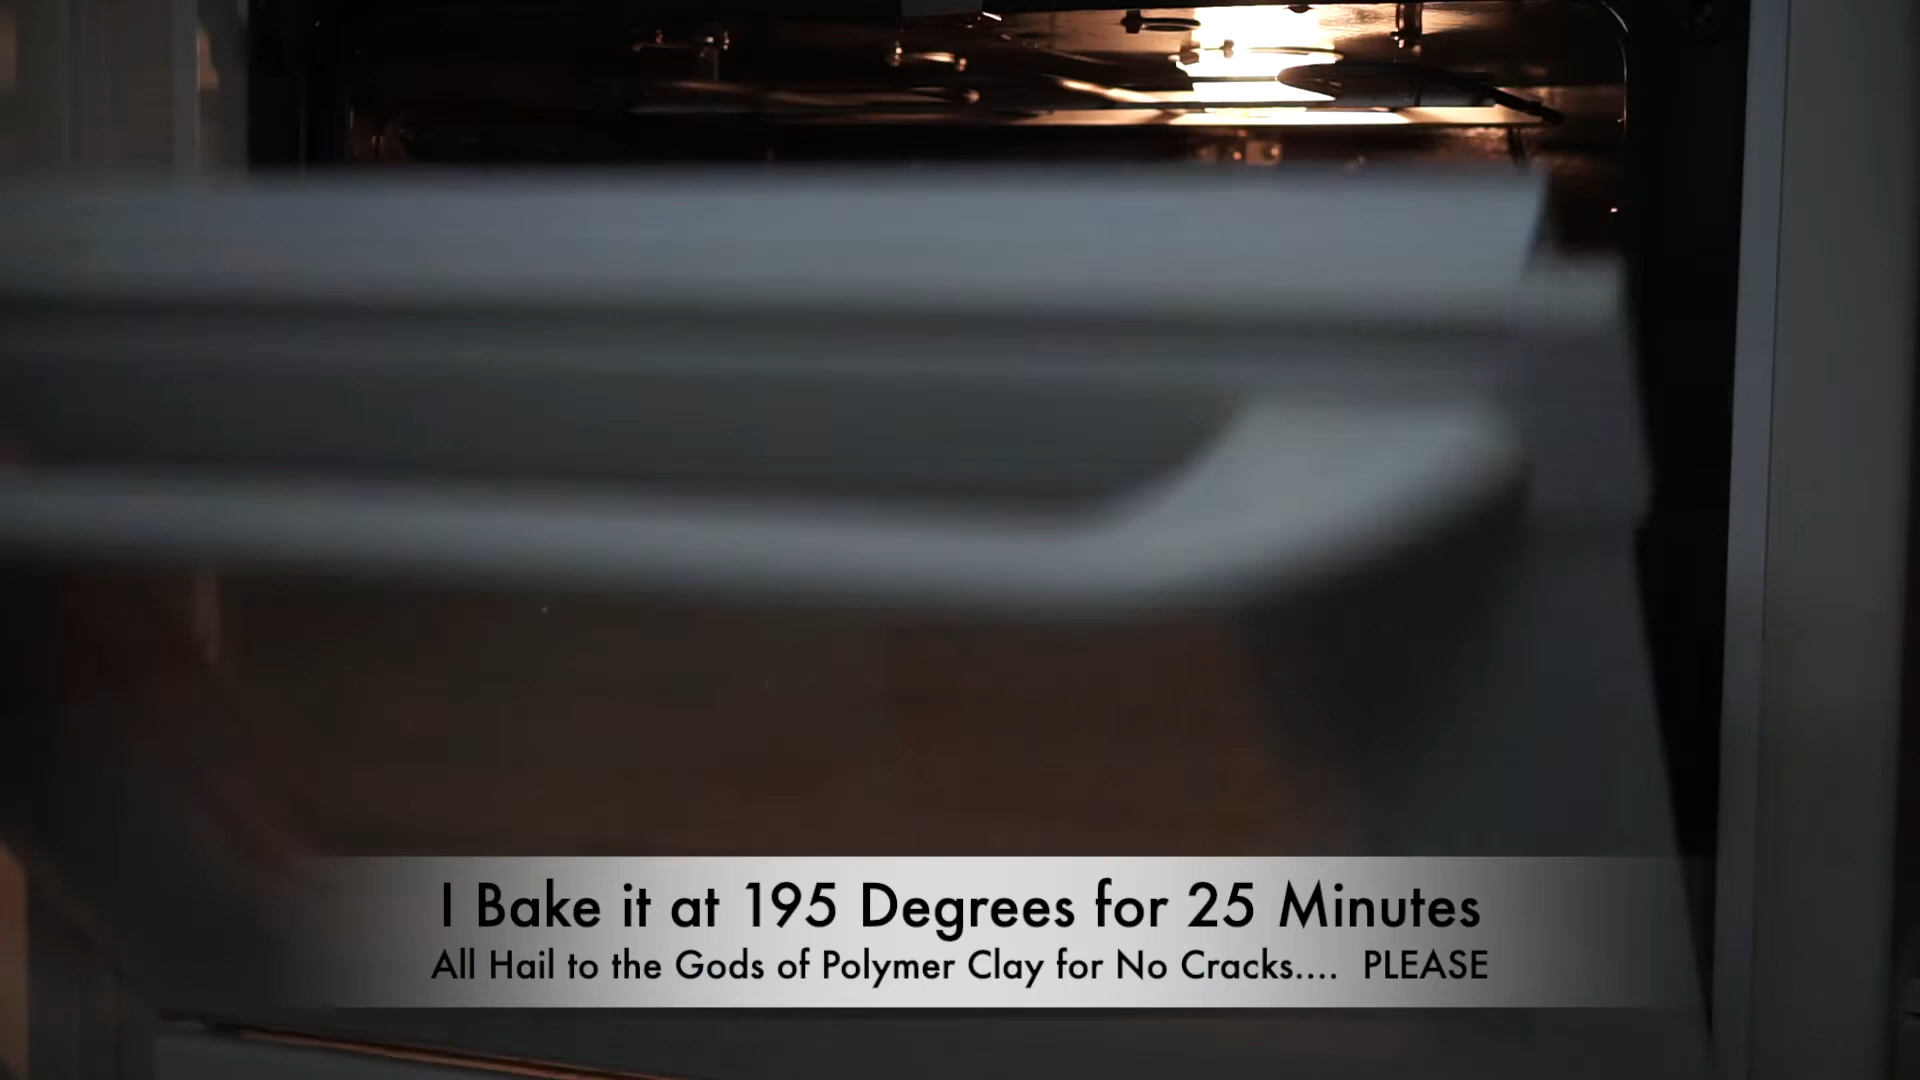 I Bake it at 195 Degrees for 25 Minutes
All Hail to the Gods of Polymer Clay for No Cracks.... PLEASE